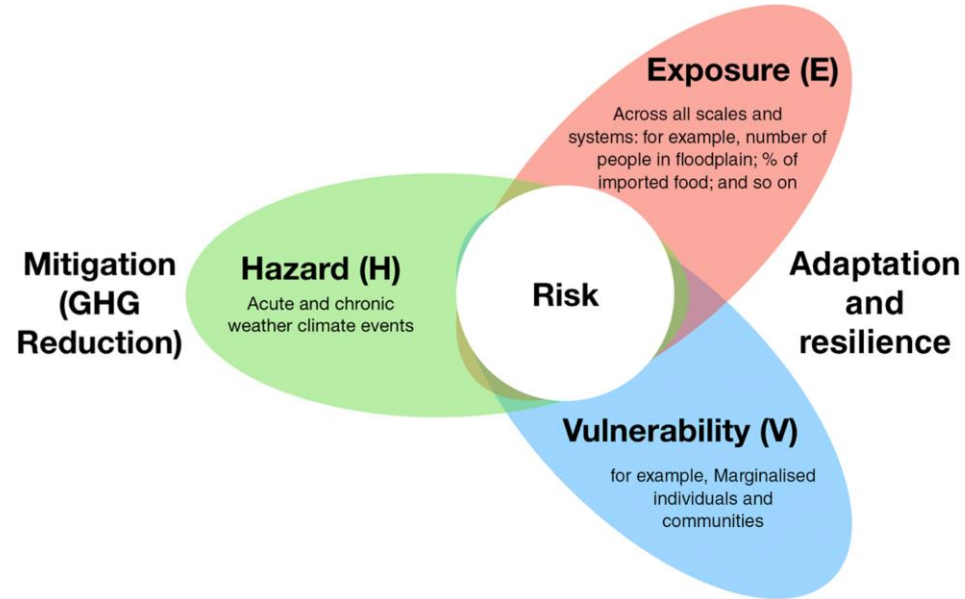 Mitigation
(GHG
Reduction)
Hazard (H)
Acute and chronic
weather climate events
Risk
Exposure (E)
Across all scales and
systems: for example, number of
people in floodplain; % of
imported food; and so on
Vulnerability (V)
for example, Marginalised
individuals and
communities
Adaptation
and
resilience